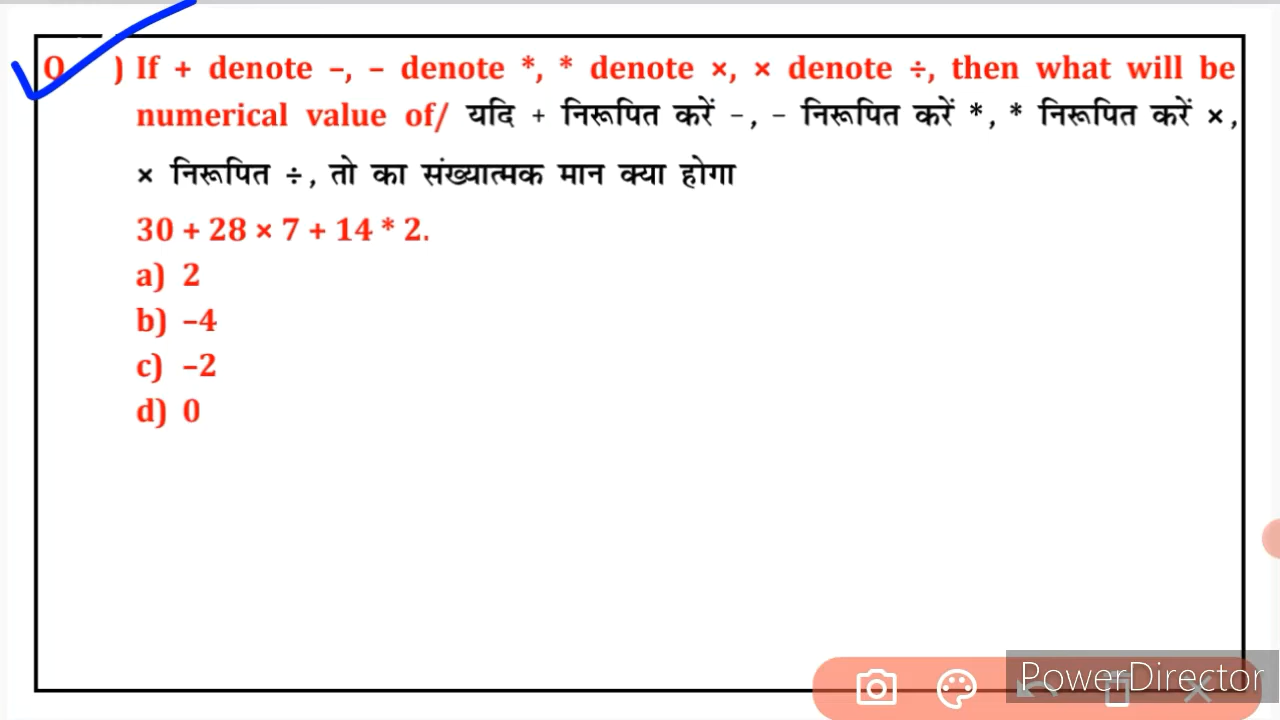 Q ) If + denote –, – denote *, * denote ×, × denote ÷, then what will be
numerical value of/ यदि + निरूपित करें –, – निरूपित करें *, * निरूपित करें ×,
× निरूपित ÷, तो का संख्यात्मक मान क्या होगा
30 + 28 × 7 + 14 * 2.
a) 2
b) –4
c) –2
d) 0
PowerDirector